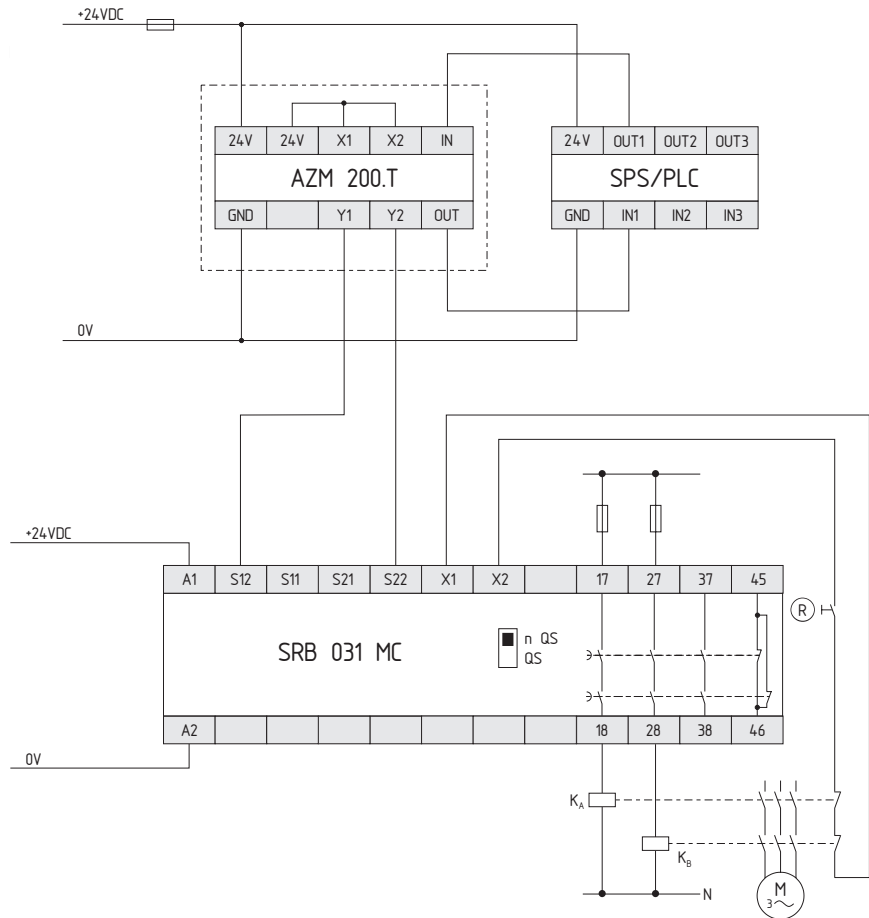 +24VDC
24V 24V X1 X2 IN
AZM 200.T
GND Y1 Y2 OUT
24V OUT1 OUT2 OUT3
SPS/PLC
GND IN1 IN2 IN3
0V
+24VDC
A1 S12 S11 S21 S22 X1 X2 17 27 37 45
SRB 031 MC
n QS
QS
R
A2 18 28 38 46
0V
KA
KB
N
M
3~